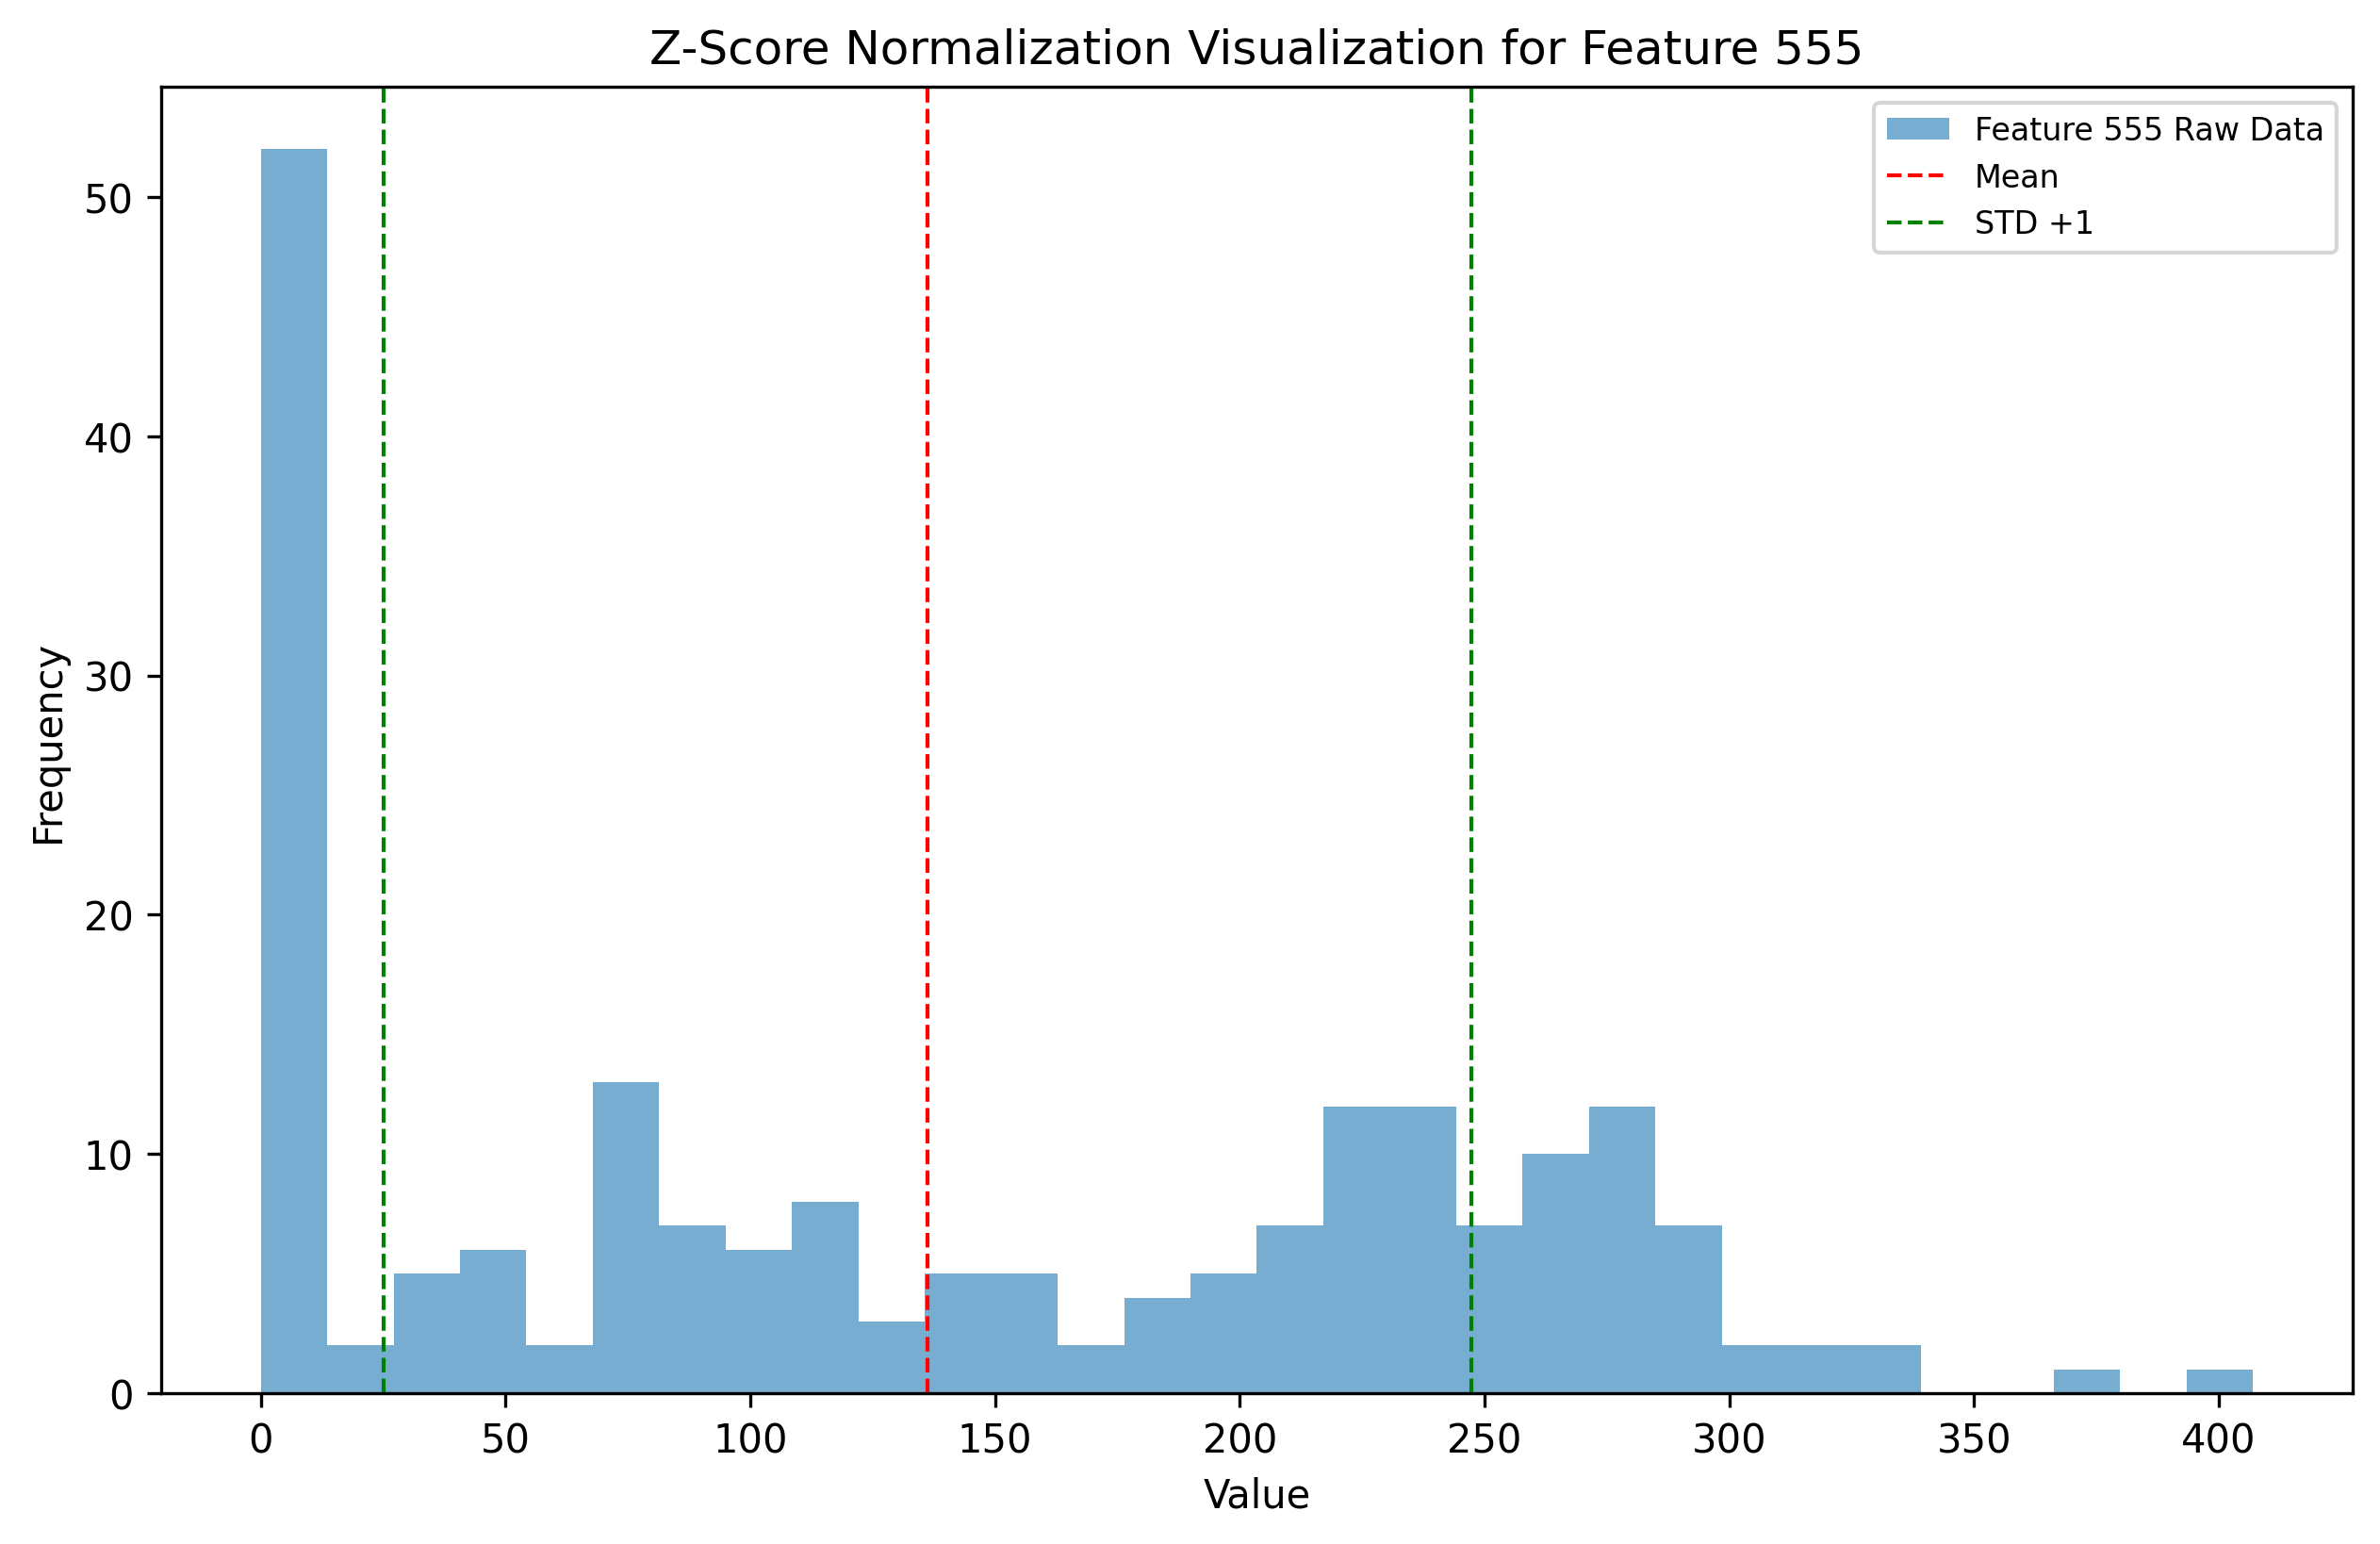 Z-Score Normalization Visualization for Feature 555
Feature 555 Raw Data
Mean
STD +1
Frequency
50
40
30
20
10
0
0 50 100 150 200 250 300 350 400
Value